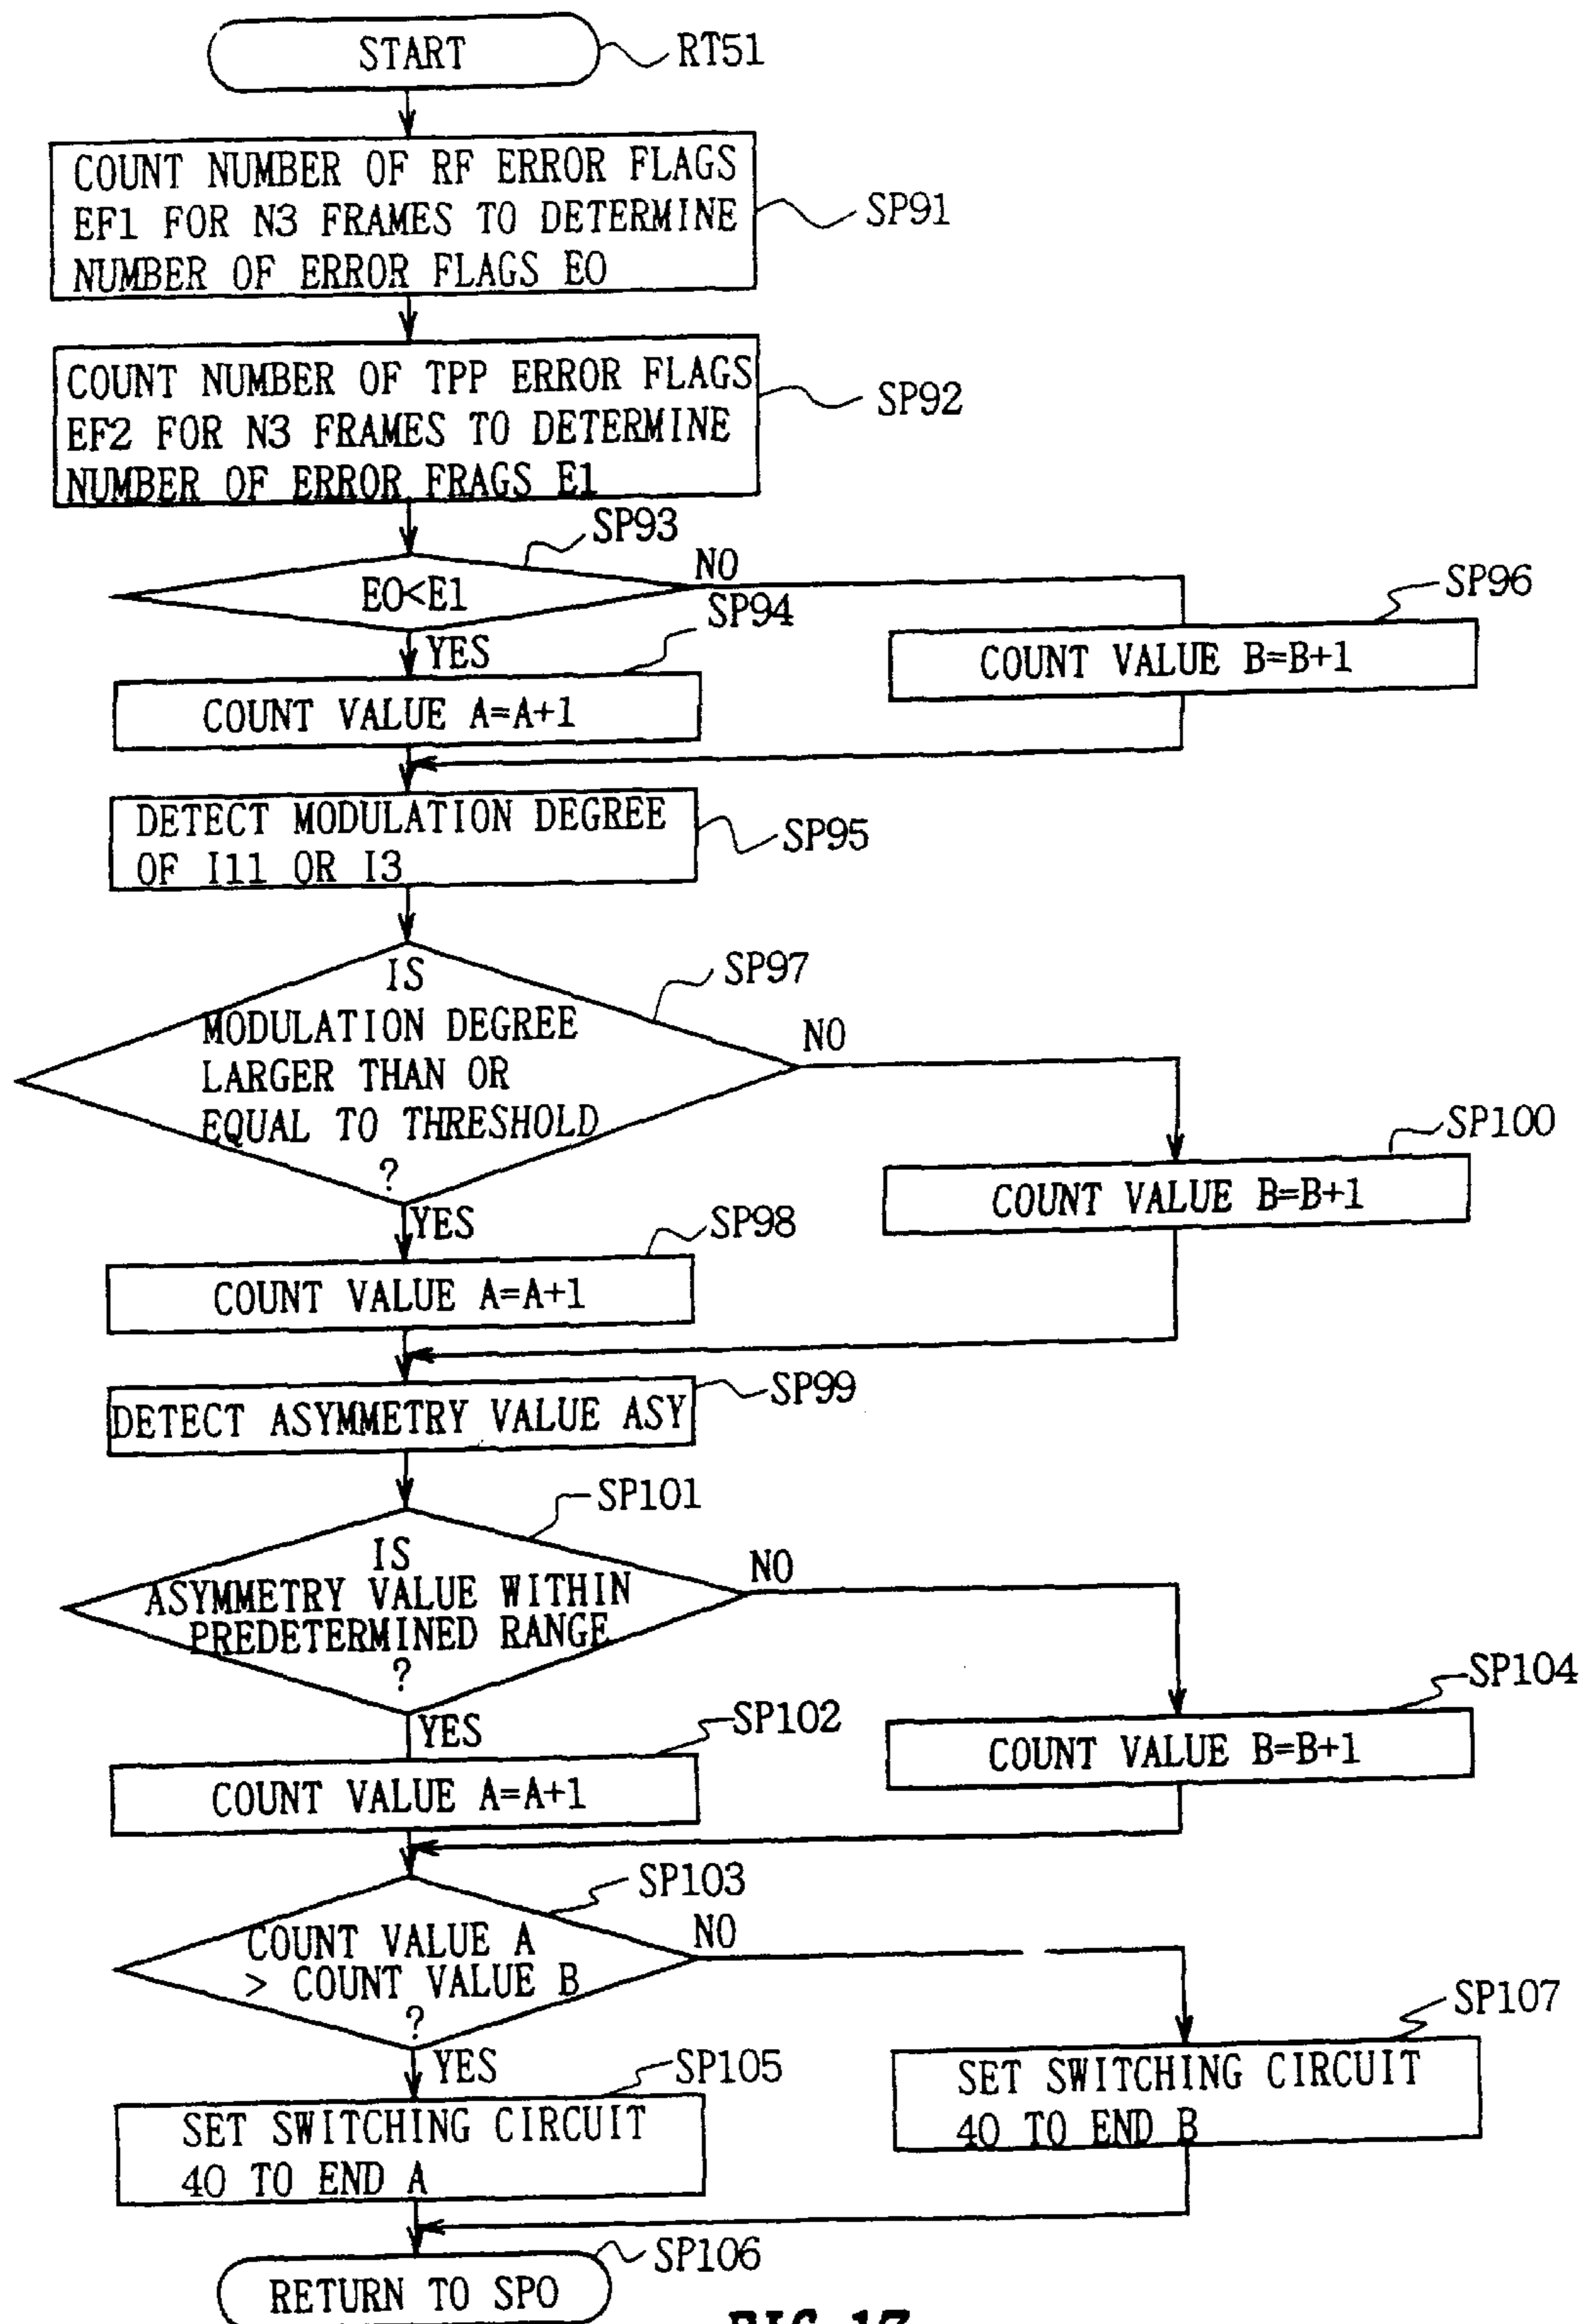 START
RT51
COUNT NUMBER OF RF ERROR FLAGS
EF1 FOR N3 FRAMES TO DETERMINE
NUMBER OF ERROR FLAGS E0
SP91
COUNT NUMBER OF TPP ERROR FLAGS
EF2 FOR N3 FRAMES TO DETERMINE
NUMBER OF ERROR FRAGS E1
SP92
SP93
E0<E1
NO
SP94
YES
COUNT VALUE A=A+1
SP96
COUNT VALUE B=B+1
DETECT MODULATION DEGREE
OF I11 OR I3
SP95
IS
MODULATION DEGREE
LARGER THAN OR
EQUAL TO THRESHOLD
?
SP97
NO
YES
SP98
COUNT VALUE A=A+1
SP100
COUNT VALUE B=B+1
DETECT ASYMMETRY VALUE ASY
SP99
SP101
IS
ASYMMETRY VALUE WITHIN
PREDETERMINED RANGE
?
NO
YES
SP102
COUNT VALUE A=A+1
SP104
COUNT VALUE B=B+1
SP103
COUNT VALUE A
> COUNT VALUE B
?
NO
YES
SP105
SET SWITCHING CIRCUIT
40 TO END A
SP107
SET SWITCHING CIRCUIT
40 TO END B
SP106
RETURN TO SP0